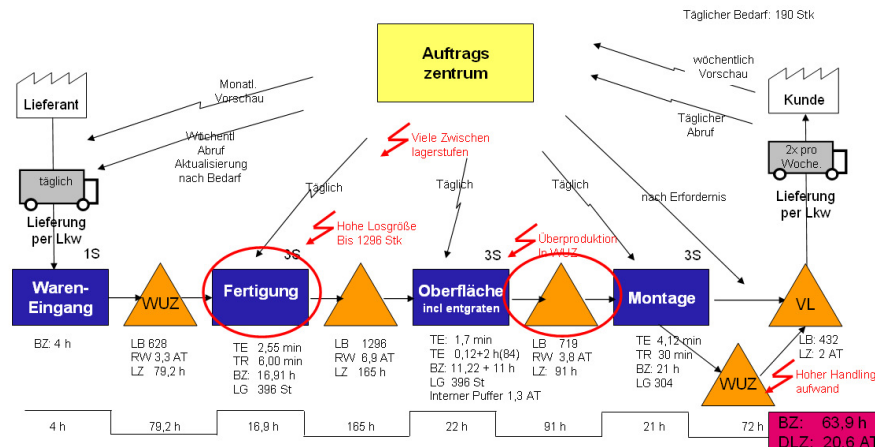 Täglicher Bedarf: 190 Stk
Auftrags
zentrum
wöchentlich
Vorschau
Monatl.
Vorschau
Lieferant
Kunde
Täglicher
Abruf
Wöchentl
Abruf
Aktualisierung
nach Bedarf
Viele Zwischen
lagerstufen
2x pro
Woche.
täglich
Täglich
Täglich
Täglich
nach Erfordernis
Lieferung
per Lkw
Lieferung
per Lkw
Hohe Losgröße
Bis 1296 Stk
Überproduktion
In WUZ
1S
3S
3S
3S
Waren-
Eingang
WUZ
Fertigung
Oberfläche
incl entgraten
Montage
VL
BZ: 4 h
LB 628
RW 3,3 AT
LZ 79,2 h
TE 2,55 min
TR 6,00 min
BZ: 16,91 h
LG 396 St
LB 1296
RW 6,9 AT
LZ 165 h
TE: 1,7 min
TE 0,12+2 h(84)
BZ: 11,22 + 11 h
LG 396 St
Interner Puffer 1,3 AT
LB 719
RW 3,8 AT
LZ 91 h
TE 4,12 min
TR 30 min
BZ: 21 h
LG 304
LB: 432
LZ: 2 AT
WUZ
Hoher Handling
aufwand
4 h
79,2 h
16,9 h
165 h
22 h
91 h
21 h
72 h
BZ: 63,9 h
DLZ: 20,6 AT